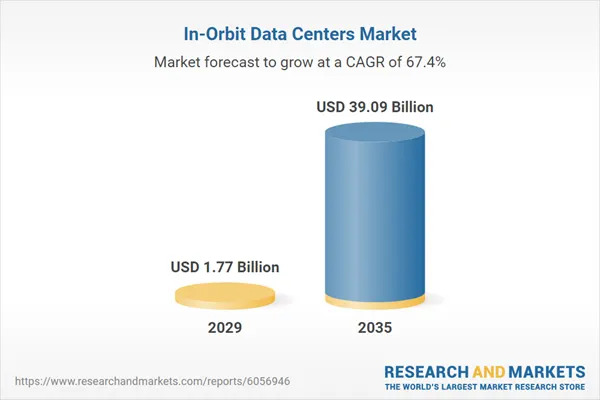 In-Orbit Data Centers Market
Market forecast to grow at a CAGR of 67.4%
USD 39.09 Billion
USD 1.77 Billion
2029
2035
https://www.researchandmarkets.com/reports/6056946
RESEARCH AND MARKETS
THE WORLD'S LARGEST MARKET RESEARCH STORE